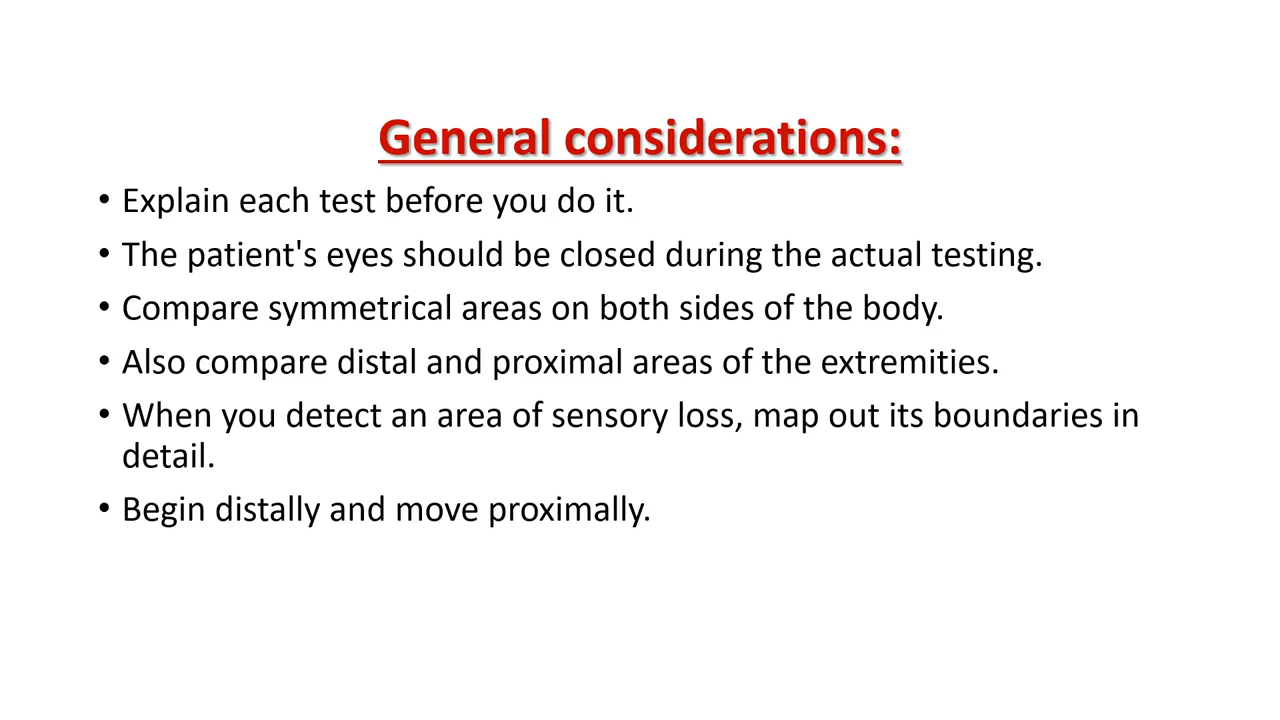 General considerations:
• Explain each test before you do it.
• The patient's eyes should be closed during the actual testing.
• Compare symmetrical areas on both sides of the body.
• Also compare distal and proximal areas of the extremities.
• When you detect an area of sensory loss, map out its boundaries in
detail.
• Begin distally and move proximally.